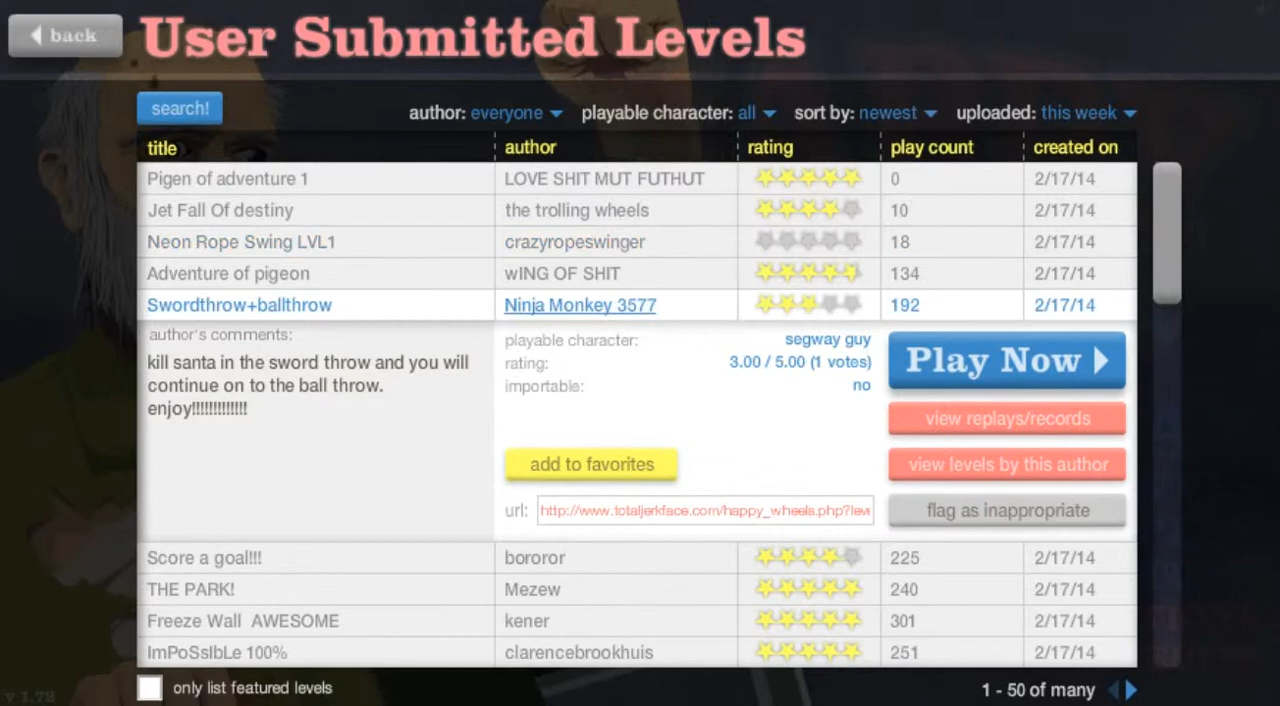 back
User Submitted Levels
search!
author: everyone playable character: all sort by: newest uploaded: this week
title author rating play count created on
Pigen of adventure 1 LOVE SHIT MUT FUTHUT 0 2/17/14
Jet Fall Of destiny the trolling wheels 10 2/17/14
Neon Rope Swing LVL1 crazyropeswinger 18 2/17/14
Adventure of pigeon wING OF SHIT 134 2/17/14
Swordthrow+ballthrow Ninja Monkey 3577 192 2/17/14
author's comments:
kill santa in the sword throw and you will
continue on to the ball throw.
enjoy!!!!!!!!!!!!!
playable character: segway guy
rating: 3.00 / 5.00 (1 votes)
importable: no
add to favorites
url: http://www.totaljerkface.com/happy_wheels.php?leve
Play Now
view replays/records
view levels by this author
flag as inappropriate
Score a goal!!! bororor 225 2/17/14
THE PARK! Mezew 240 2/17/14
Freeze Wall AWESOME kener 301 2/17/14
ImPoSsIbLe 100% clarencebrookhuis 251 2/17/14
only list featured levels
1 - 50 of many
v 1.72